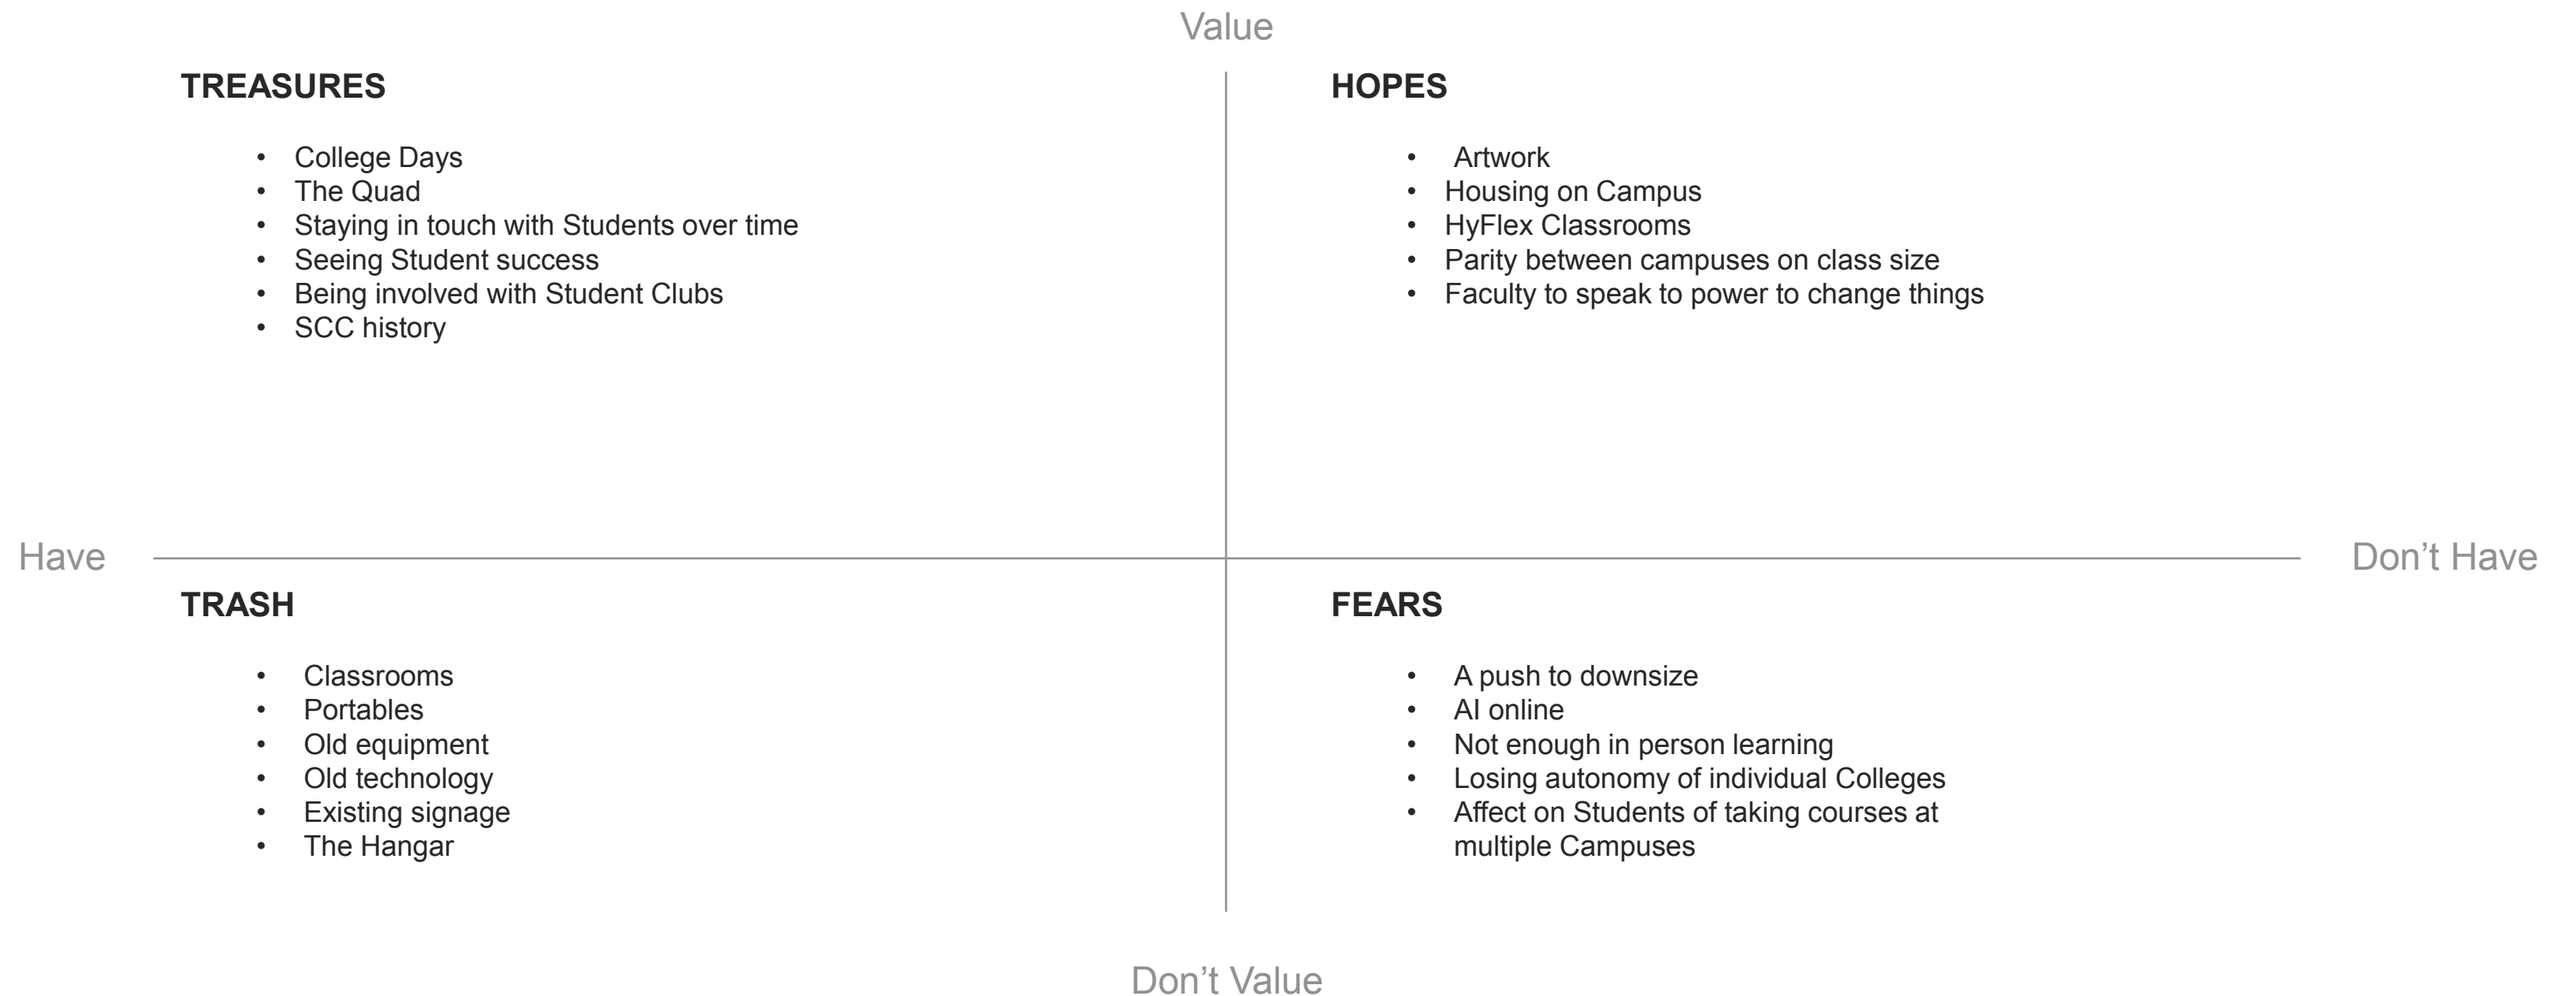 Value
TREASURES
• College Days
• The Quad
• Staying in touch with Students over time
• Seeing Student success
• Being involved with Student Clubs
• SCC history
HOPES
• Artwork
• Housing on Campus
• HyFlex Classrooms
• Parity between campuses on class size
• Faculty to speak to power to change things
Have
Don’t Have
TRASH
• Classrooms
• Portables
• Old equipment
• Old technology
• Existing signage
• The Hangar
FEARS
• A push to downsize
• AI online
• Not enough in person learning
• Losing autonomy of individual Colleges
• Affect on Students of taking courses at
multiple Campuses
Don’t Value